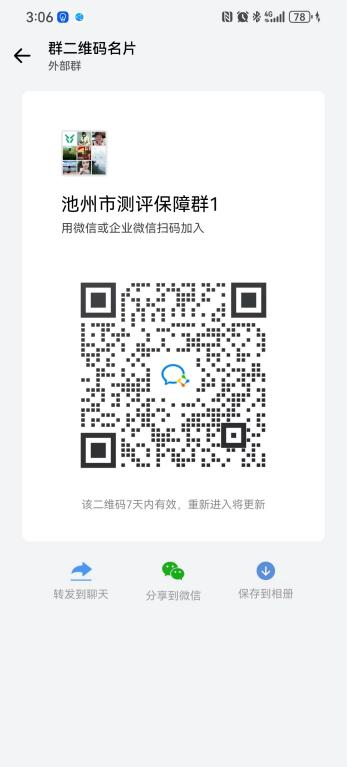 3:06
4G
78
群二维码名片
外部群
池州市测评保障群1
用微信或企业微信扫码加入
该二维码7天内有效，重新进入将更新
转发到聊天
分享到微信
保存到相册